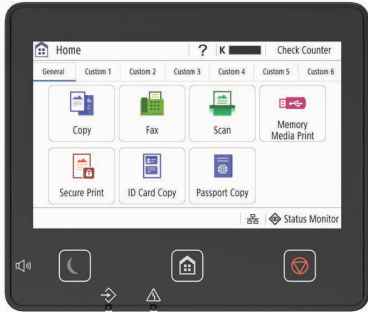 Home ? K Check Counter
General Custom 1 Custom 2 Custom 3 Custom 4 Custom 5 Custom 6
Copy Fax Scan Memory
Media Print
Secure Print ID Card Copy Passport Copy
Status Monitor